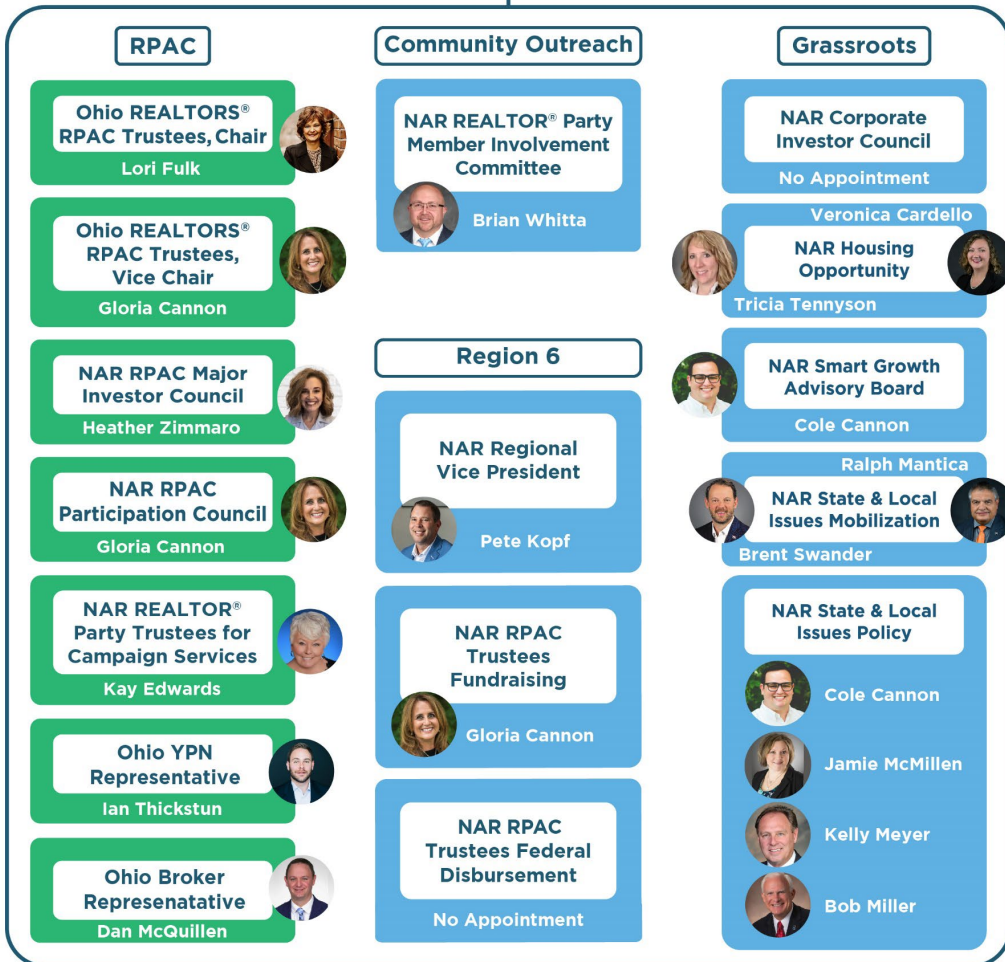 RPAC
Ohio REALTORS®
RPAC Trustees, Chair
Lori Fulk
Ohio REALTORS®
RPAC Trustees,
Vice Chair
Gloria Cannon
NAR RPAC Major
Investor Council
Heather Zimmaro
NAR RPAC
Participation Council
Gloria Cannon
NAR REALTOR®
Party Trustees for
Campaign Services
Kay Edwards
Ohio YPN
Representative
Ian Thickstun
Ohio Broker
Represenatative
Dan McQuillen
Community Outreach
NAR REALTOR® Party
Member Involvement
Committee
Brian Whitta
Region 6
NAR Regional
Vice President
Pete Kopf
NAR RPAC
Trustees
Fundraising
Gloria Cannon
NAR RPAC
Trustees Federal
Disbursement
No Appointment
Grassroots
NAR Corporate
Investor Council
No Appointment
Veronica Cardello
NAR Housing
Opportunity
Tricia Tennyson
NAR Smart Growth
Advisory Board
Cole Cannon
Ralph Mantica
NAR State & Local
Issues Mobilization
Brent Swander
NAR State & Local
Issues Policy
Cole Cannon
Jamie McMillen
Kelly Meyer
Bob Miller